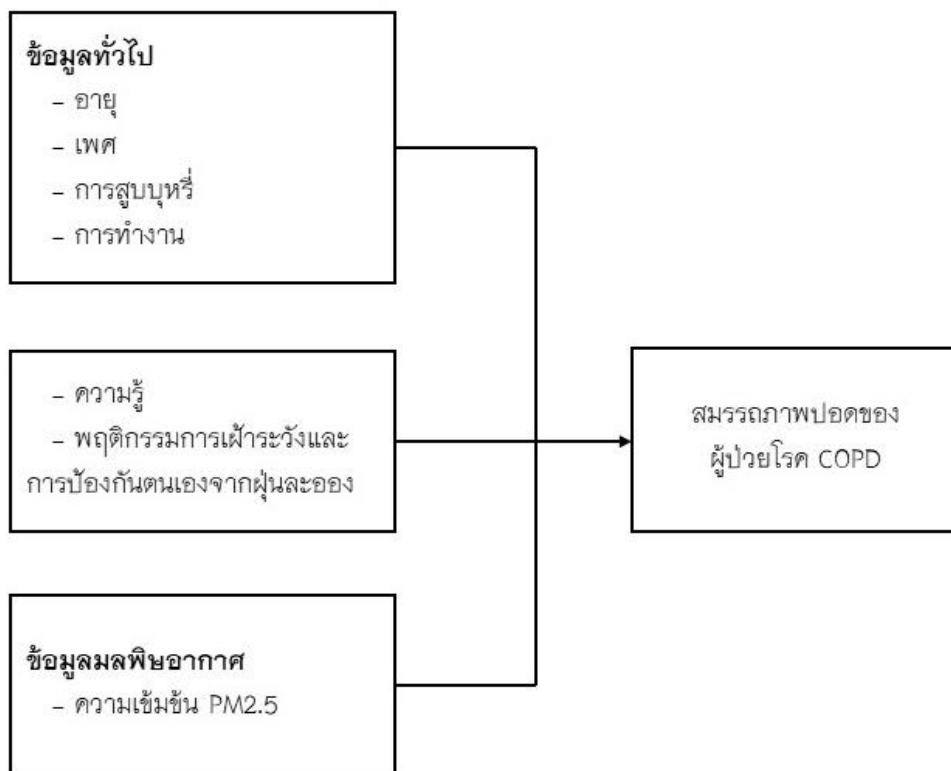 ข้อมูลทั่วไป
– อายุ
– เพศ
– การสูบบุหรี่
– การทำงาน
– ความรู้
– พฤติกรรมการเฝ้าระวังและ
การป้องกันตนเองจากฝุ่นละออง
สมรรถภาพปอดของ
ผู้ป่วยโรค COPD
ข้อมูลมลพิษอากาศ
– ความเข้มข้น PM2.5